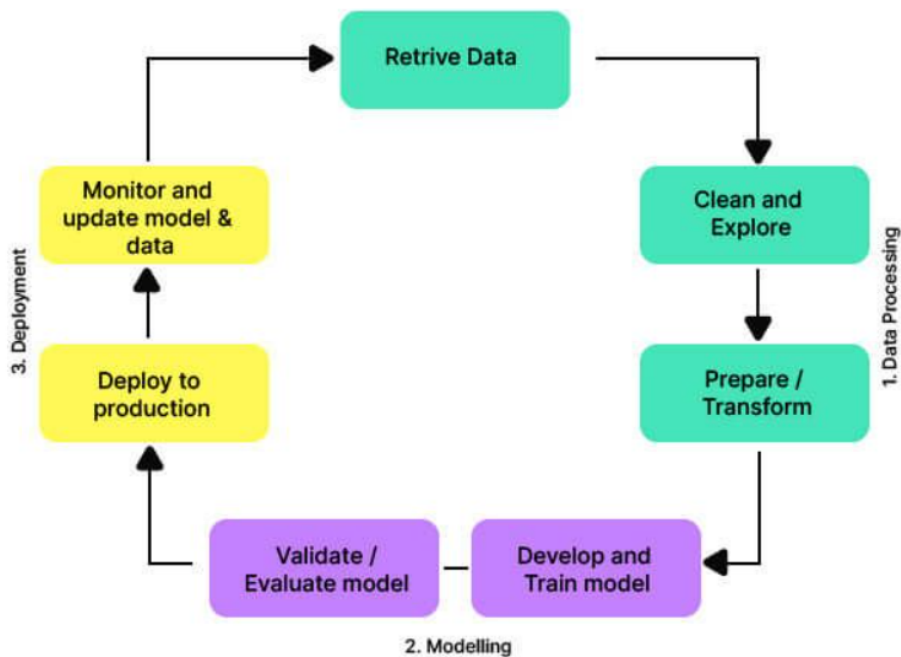 Retrive Data
Clean and
Explore
1. Data Processing
Prepare /
Transform
Develop and
Train model
Validate /
Evaluate model
2. Modelling
Deploy to
production
3. Deployment
Monitor and
update model &
data